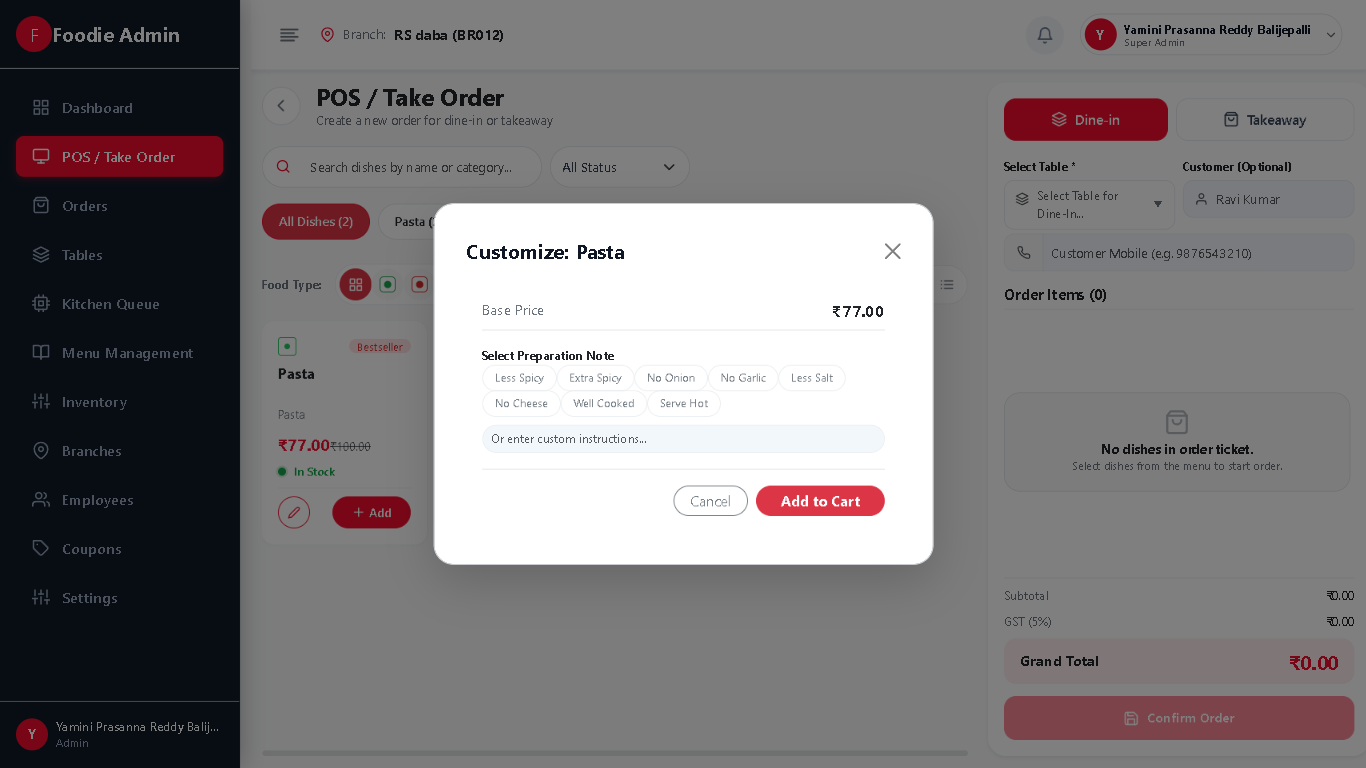 F Foodie Admin
Dashboard
POS / Take Order
Orders
Tables
Kitchen Queue
Menu Management
Inventory
Branches
Employees
Coupons
Settings
Y Yamini Prasanna Reddy Balij...
Admin
Branch: RS daba (BR012)
Y Yamini Prasanna Reddy Balijepalli
Super Admin
POS / Take Order
Create a new order for dine-in or takeaway
Search dishes by name or category...
All Status
All Dishes (2)
Pasta (
Food Type:
Bestseller
Pasta
Pasta
₹77.00 ₹100.00
In Stock
+ Add
Customize: Pasta
Base Price ₹77.00
Select Preparation Note
Less Spicy Extra Spicy No Onion No Garlic Less Salt
No Cheese Well Cooked Serve Hot
Or enter custom instructions...
Cancel Add to Cart
Dine-in Takeaway
Select Table * Customer (Optional)
Select Table for
Dine-In...
Ravi Kumar
Customer Mobile (e.g. 9876543210)
Order Items (0)
No dishes in order ticket.
Select dishes from the menu to start order.
Subtotal ₹0.00
GST (5%) ₹0.00
Grand Total ₹0.00
Confirm Order